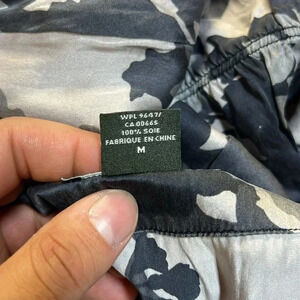 WPL 9647/
CA 00665
100% SOIE
FABRIQUE EN CHINE
M